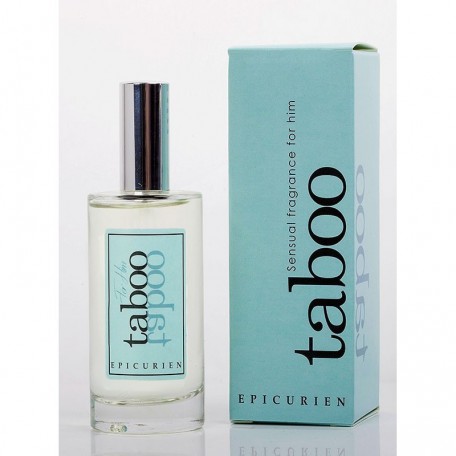 For Him
taboo
taboo
EPICURIEN
Sensual fragrance for him
taboo
taboo
EPICURIEN